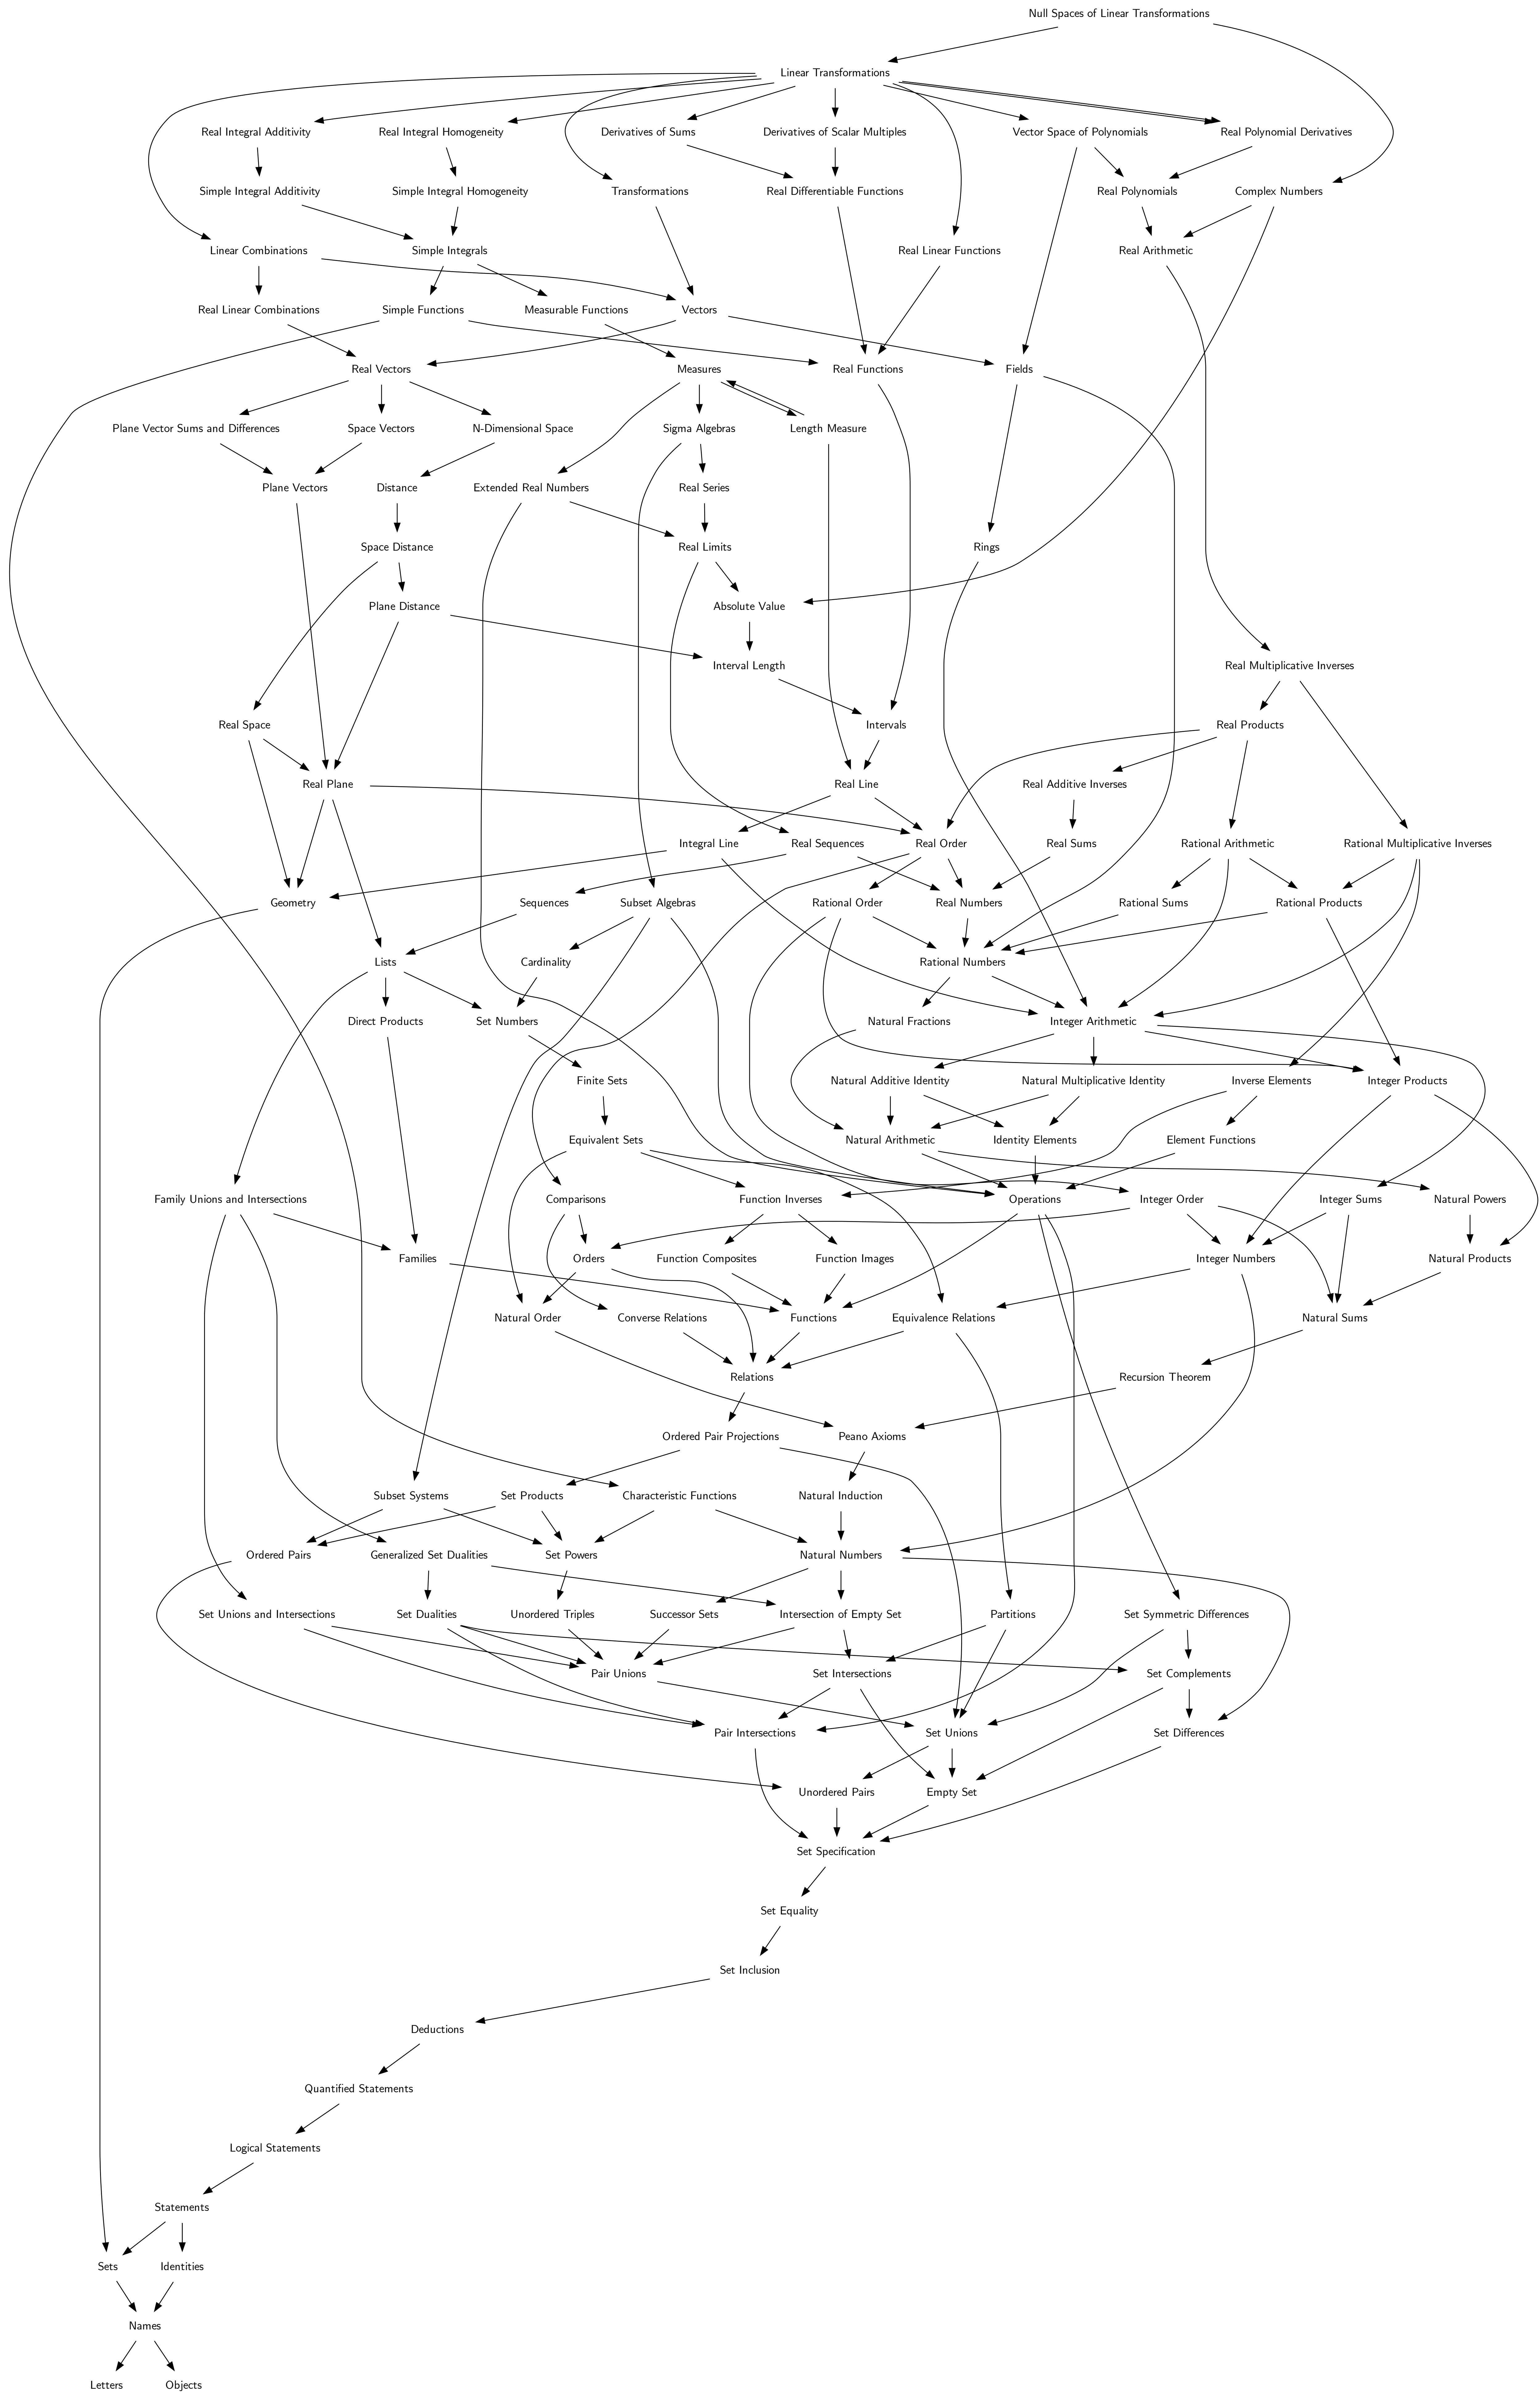 Null Spaces of Linear Transformations
Linear Transformations
Real Integral Additivity
Real Integral Homogeneity
Derivatives of Sums
Derivatives of Scalar Multiples
Vector Space of Polynomials
Real Polynomial Derivatives
Simple Integral Additivity
Simple Integral Homogeneity
Transformations
Real Differentiable Functions
Real Polynomials
Complex Numbers
Linear Combinations
Simple Integrals
Real Linear Functions
Real Arithmetic
Real Linear Combinations
Simple Functions
Measurable Functions
Vectors
Real Vectors
Measures
Real Functions
Fields
Plane Vector Sums and Differences
Space Vectors
N-Dimensional Space
Sigma Algebras
Length Measure
Plane Vectors
Distance
Extended Real Numbers
Real Series
Space Distance
Real Limits
Rings
Plane Distance
Absolute Value
Interval Length
Real Multiplicative Inverses
Real Space
Intervals
Real Products
Real Plane
Real Line
Real Additive Inverses
Integral Line
Real Sequences
Real Order
Real Sums
Rational Arithmetic
Rational Multiplicative Inverses
Geometry
Sequences
Subset Algebras
Rational Order
Real Numbers
Rational Sums
Rational Products
Lists
Cardinality
Rational Numbers
Direct Products
Set Numbers
Natural Fractions
Integer Arithmetic
Finite Sets
Natural Additive Identity
Natural Multiplicative Identity
Inverse Elements
Integer Products
Equivalent Sets
Natural Arithmetic
Identity Elements
Element Functions
Family Unions and Intersections
Comparisons
Function Inverses
Operations
Integer Order
Integer Sums
Natural Powers
Families
Orders
Function Composites
Function Images
Integer Numbers
Natural Products
Natural Order
Converse Relations
Functions
Equivalence Relations
Natural Sums
Relations
Recursion Theorem
Ordered Pair Projections
Peano Axioms
Subset Systems
Set Products
Characteristic Functions
Natural Induction
Ordered Pairs
Generalized Set Dualities
Set Powers
Natural Numbers
Set Unions and Intersections
Set Dualities
Unordered Triples
Successor Sets
Intersection of Empty Set
Partitions
Set Symmetric Differences
Pair Unions
Set Intersections
Set Complements
Pair Intersections
Set Unions
Set Differences
Unordered Pairs
Empty Set
Set Specification
Set Equality
Set Inclusion
Deductions
Quantified Statements
Logical Statements
Statements
Sets
Identities
Names
Letters
Objects